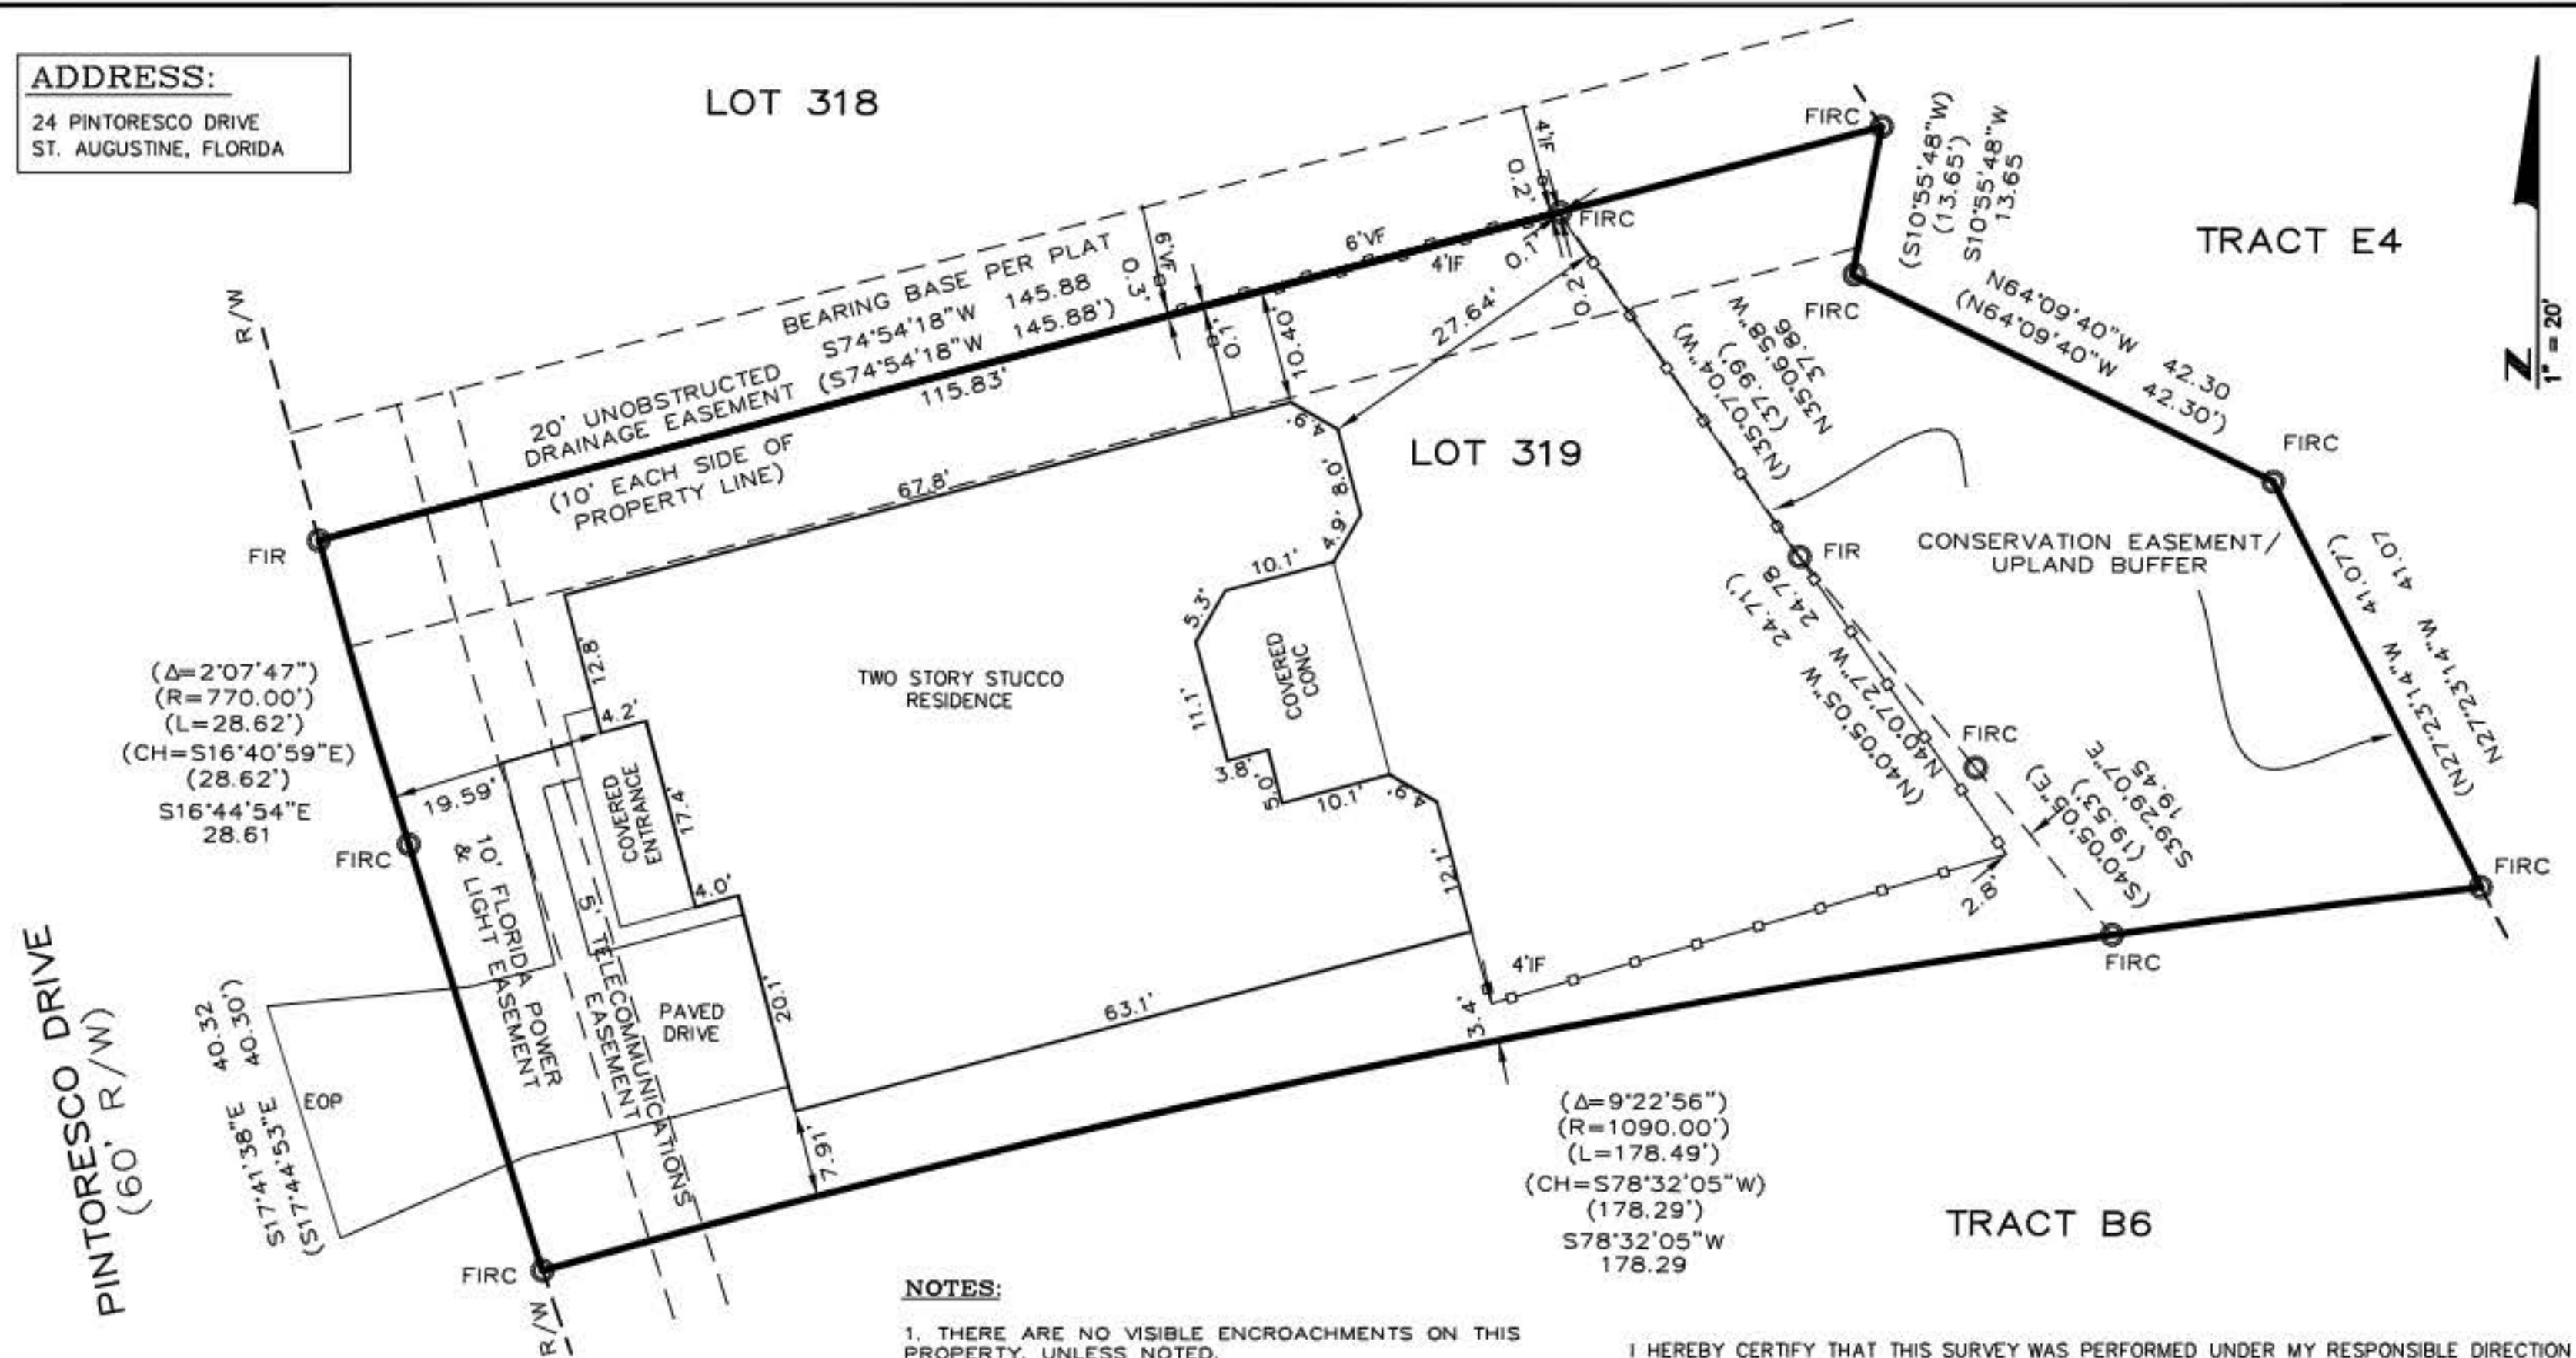 ADDRESS:
24 PINTORESCO DRIVE
ST. AUGUSTINE, FLORIDA
LOT 318
R/W
BEARING BASE PER PLAT
S74°54'18"W 145.88
(S74°54'18"W 145.88')
115.83'
20' UNOBSTRUCTED
DRAINAGE EASEMENT
(10' EACH SIDE OF
PROPERTY LINE)
6'VF
0.3'
0.1'
10.40'
6'VF
4'IF
4'IF
0.2'
0.1'
0.2'
FIRC
FIRC
27.64'
(S10°55'48"W)
(13.65')
S10°55'48"W
13.65
TRACT E4
FIRC
N64°09'40"W 42.30
(N64°09'40"W 42.30')
FIRC
Z
1" = 20'
LOT 319
N35°06'58"W
37.86
(N35°07'04"W)
(37.99')
FIR
67.8'
4.9'
8.00'
4.9'
10.1'
5.3'
11.1'
3.8'
5.0'
10.1'
4.9'
12.1'
COVERED
CONC
TWO STORY STUCCO
RESIDENCE
FIR
CONSERVATION EASEMENT/
UPLAND BUFFER
N40°07'27"W 24.78
(N40°05'05"W 24.71')
FIRC
(S40°05'05"E)
(19.53')
S39°29'07"E
19.45
(N27°23'14"W 41.07')
N27°23'14"W 41.07
FIRC
FIRC
2.8'
4'IF
3.4'
(Δ=2°07'47")
(R=770.00')
(L=28.62')
(CH=S16°40'59"E)
(28.62')
S16°44'54"E
28.61
FIRC
12.8'
4.2'
19.59'
COVERED
ENTRANCE
17.4'
4.0'
20.1'
63.1'
7.91'
10' FLORIDA POWER
& LIGHT EASEMENT
5' TELECOMMUNICATIONS
EASEMENT
PAVED
DRIVE
EOP
S17°41'38"E 40.32
(S17°44'53"E 40.30')
PINTORESCO DRIVE
(60' R/W)
FIRC
R/W
(Δ=9°22'56")
(R=1090.00')
(L=178.49')
(CH=S78°32'05"W)
(178.29')
S78°32'05"W
178.29
TRACT B6
NOTES:
1. THERE ARE NO VISIBLE ENCROACHMENTS ON THIS
PROPERTY, UNLESS NOTED.
I HEREBY CERTIFY THAT THIS SURVEY WAS PERFORMED UNDER MY RESPONSIBLE DIRECTION